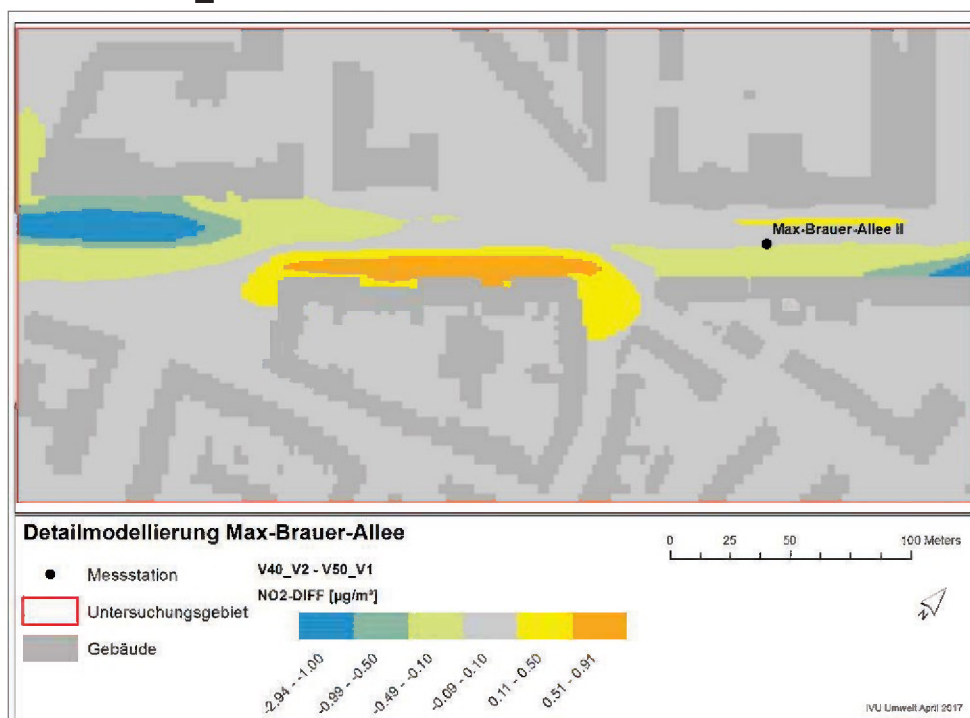 Max-Brauer-Allee II
Detailmodellierung Max-Brauer-Allee
Messstation
Untersuchungsgebiet
Gebäude
V40_V2 - V50_V1
NO2-DIFF [µg/m³]
-2.94 - -1.00
-0.99 - -0.50
-0.49 - -0.10
-0.09 - 0.10
0.11 - 0.50
0.51 - 0.91
0 25 50 100 Meters
N
IVU Umwelt April 2017